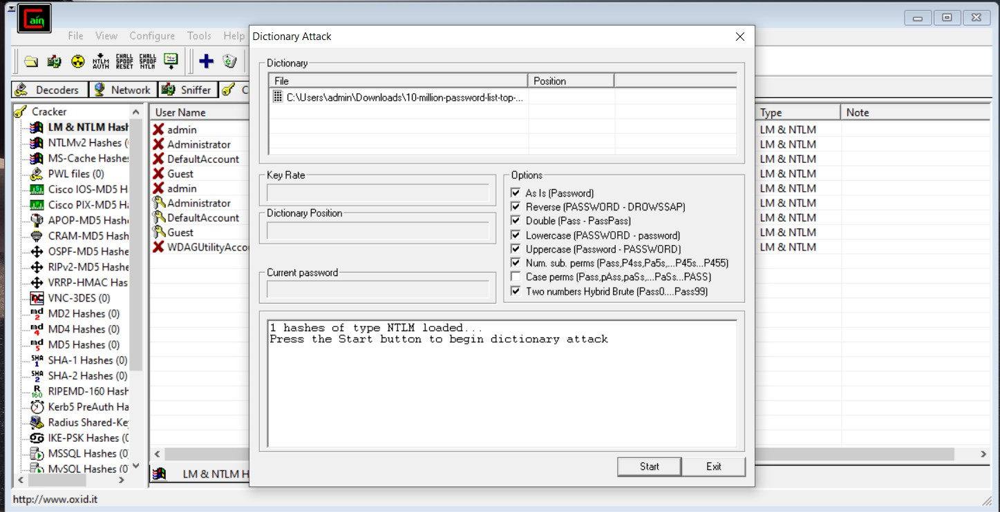 Cain
File View Configure Tools Help
NTLM AUTH
CHALL SPOOF RESET
CHALL SPOOF NTLM
Decoders Network Sniffer C
Cracker
LM & NTLM Hash
NTLMv2 Hashes (
MS-Cache Hashes
PWL files (0)
Cisco IOS-MD5 H
Cisco PIX-MD5 Ha
APOP-MD5 Hashe
CRAM-MD5 Hash
OSPF-MD5 Hashe
RIPv2-MD5 Hashe
VRRP-HMAC Has
VNC-3DES (0)
MD2 Hashes (0)
MD4 Hashes (0)
MD5 Hashes (0)
SHA-1 Hashes (0)
SHA-2 Hashes (0)
RIPEMD-160 Hash
Kerb5 PreAuth Ha
Radius Shared-Key
IKE-PSK Hashes (0
MSSQL Hashes (0)
MySQL Hashes (0)
User Name
admin
Administrator
DefaultAccount
Guest
admin
Administrator
DefaultAccount
Guest
WDAGUtilityAccou
LM & NTLM H
Dictionary Attack
Dictionary
File Position
C:\Users\admin\Downloads\10-million-password-list-top-...
Key Rate
Dictionary Position
Current password
Options
As Is (Password)
Reverse (PASSWORD - DROWSSAP)
Double (Pass - PassPass)
Lowercase (PASSWORD - password)
Uppercase (Password - PASSWORD)
Num. sub. perms (Pass,P4ss,Pa5s,...P45s...P455)
Case perms (Pass,pAss,paSs,...PaSs...PASS)
Two numbers Hybrid Brute (Pass0....Pass99)
1 hashes of type NTLM loaded...
Press the Start button to begin dictionary attack
Start Exit
Type Note
LM & NTLM
LM & NTLM
LM & NTLM
LM & NTLM
LM & NTLM
LM & NTLM
LM & NTLM
LM & NTLM
LM & NTLM
http://www.oxid.it